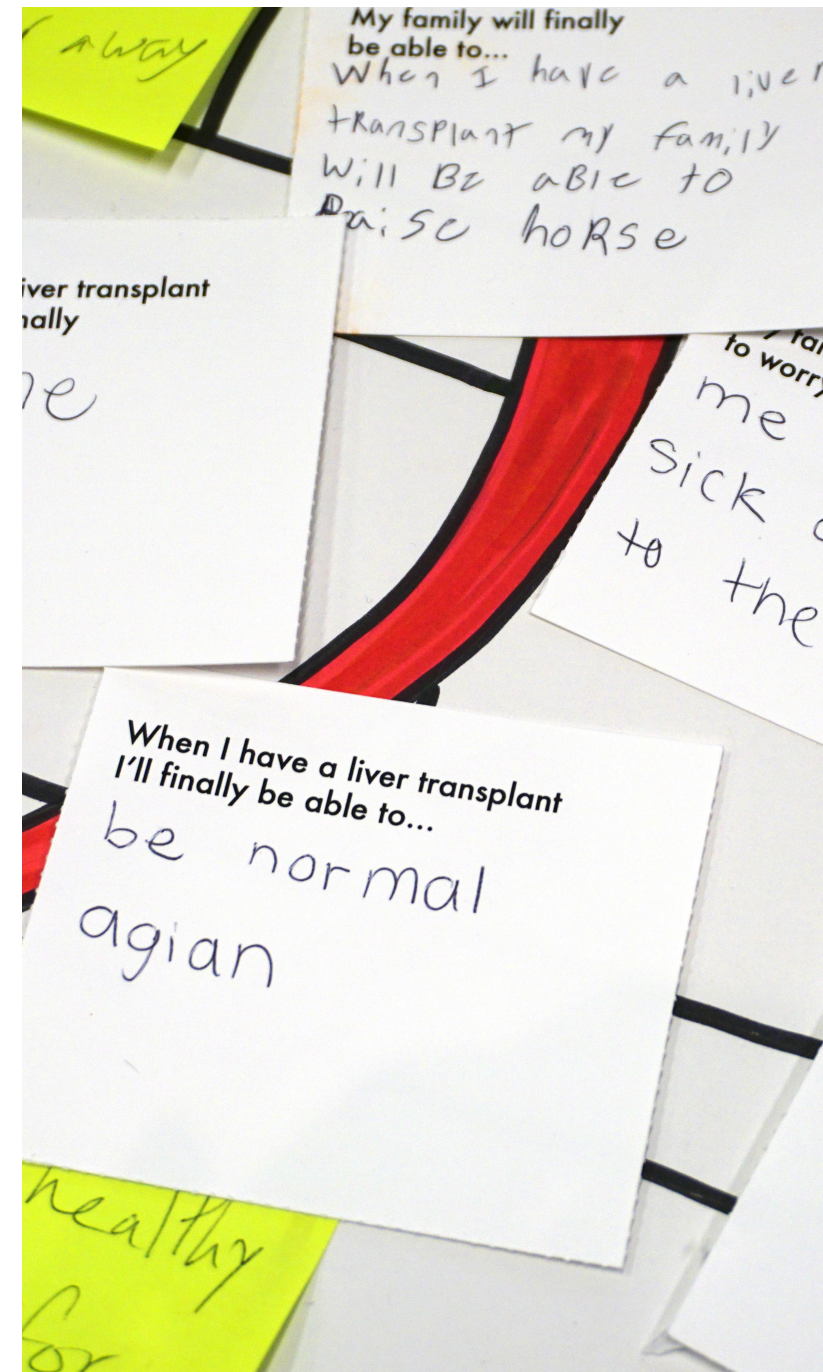 away
My family will finally
be able to...
When I have a liver
transplant my family
will Be aBle to
Raise hoRse
iver transplant
nally
to worry
me
sick
to the
When I have a liver transplant
I'll finally be able to...
be normal
agian
healthy
for